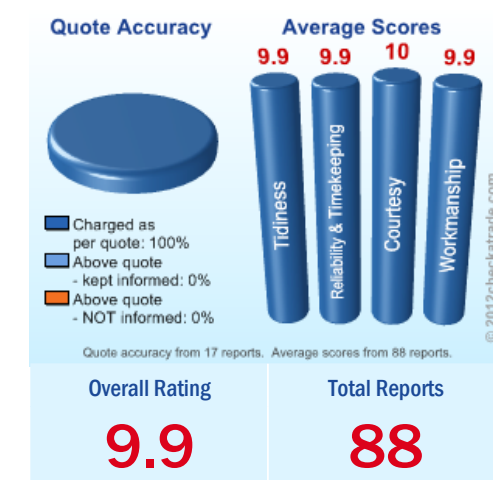 Quote Accuracy
Average Scores
9.9
9.9
10
9.9
Tidiness
Reliability & Timekeeping
Courtesy
Workmanship
Charged as
per quote: 100%
Above quote
- kept informed: 0%
Above quote
- NOT informed: 0%
© 2012checkatrade.com
Quote accuracy from 17 reports. Average scores from 88 reports.
Overall Rating
Total Reports
9.9
88